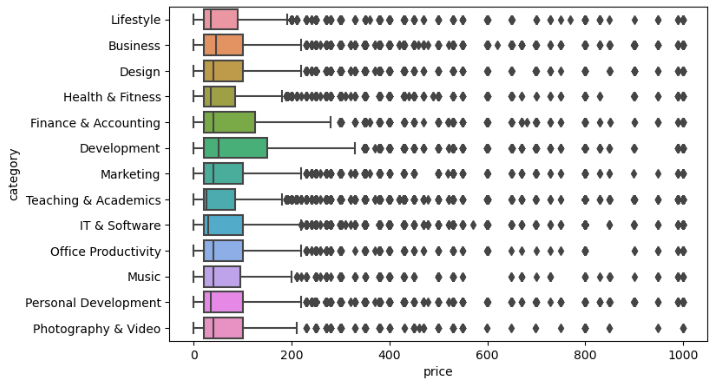 Lifestyle
Business
Design
Health & Fitness
Finance & Accounting
Development
Marketing
Teaching & Academics
IT & Software
Office Productivity
Music
Personal Development
Photography & Video
category
0 200 400 600 800 1000
price